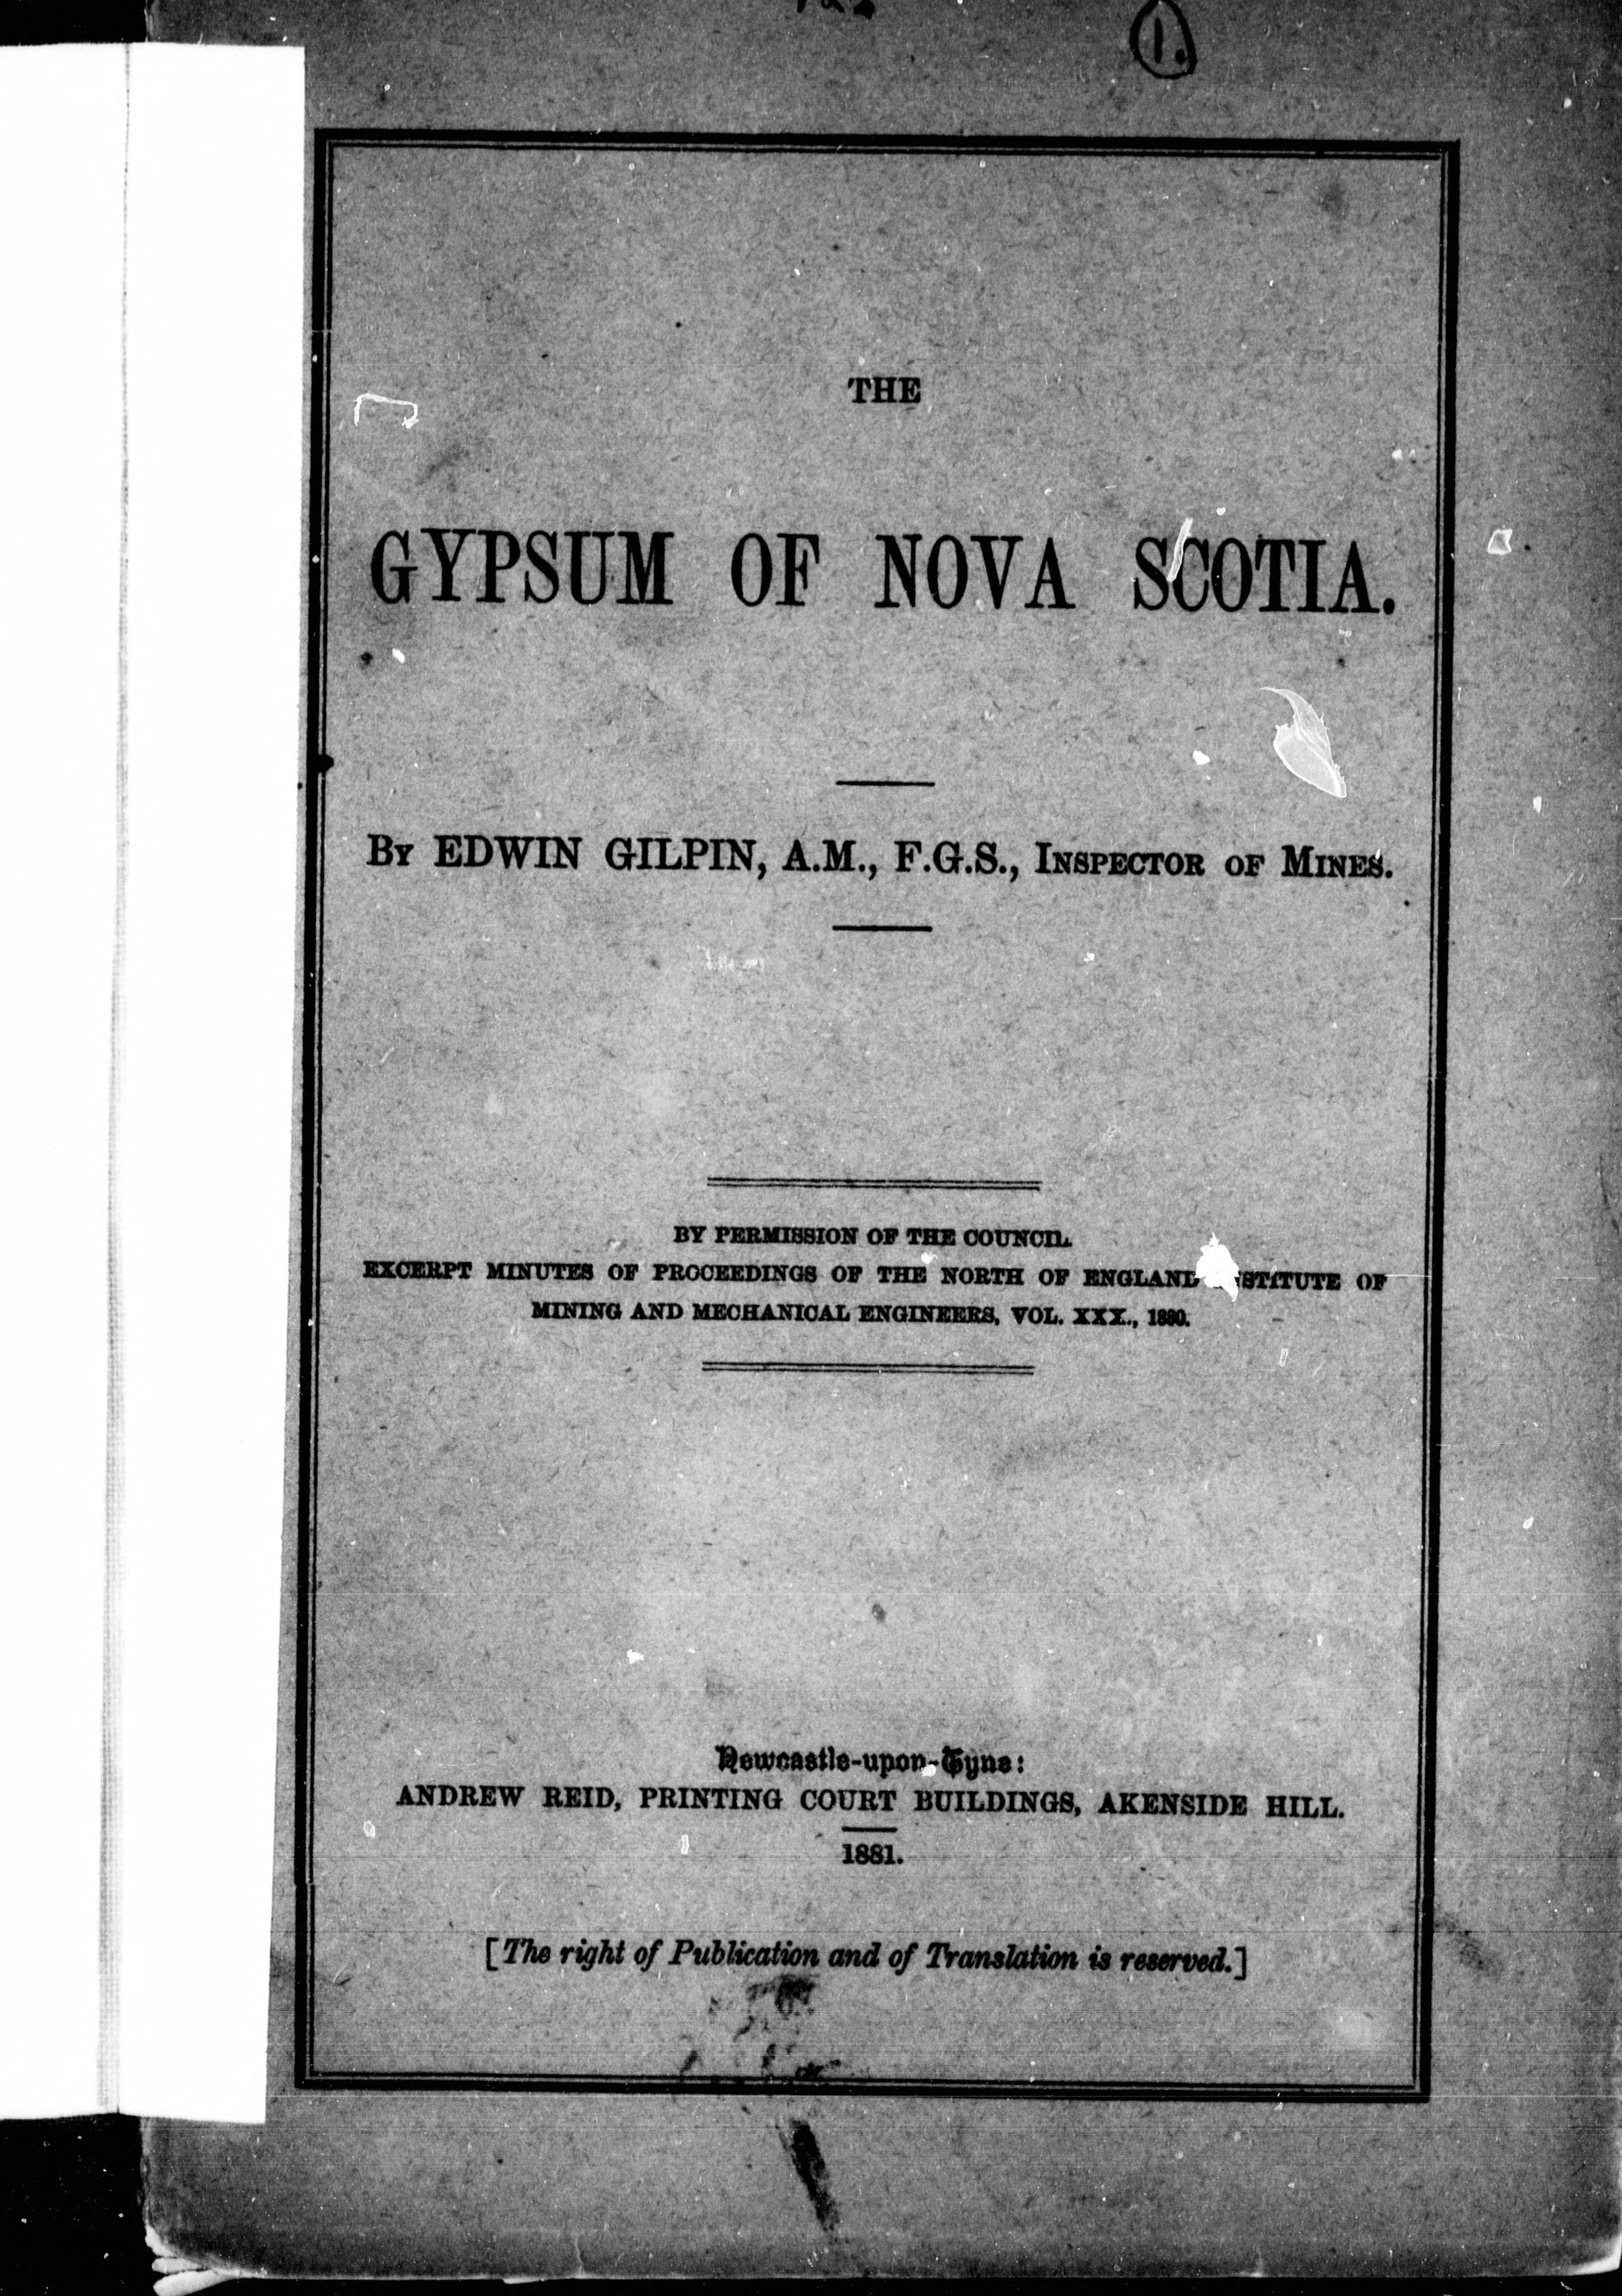 1.
THE
GYPSUM OF NOVA SCOTIA.
BY EDWIN GILPIN, A.M., F.G.S., INSPECTOR OF MINES.
BY PERMISSION OF THE COUNCIL.
EXCERPT MINUTES OF PROCEEDINGS OF THE NORTH OF ENGLAND INSTITUTE OF
MINING AND MECHANICAL ENGINEERS, VOL. XXX., 1880.
Newcastle-upon-Tyne:
ANDREW REID, PRINTING COURT BUILDINGS, AKENSIDE HILL.
1881.
[The right of Publication and of Translation is reserved.]